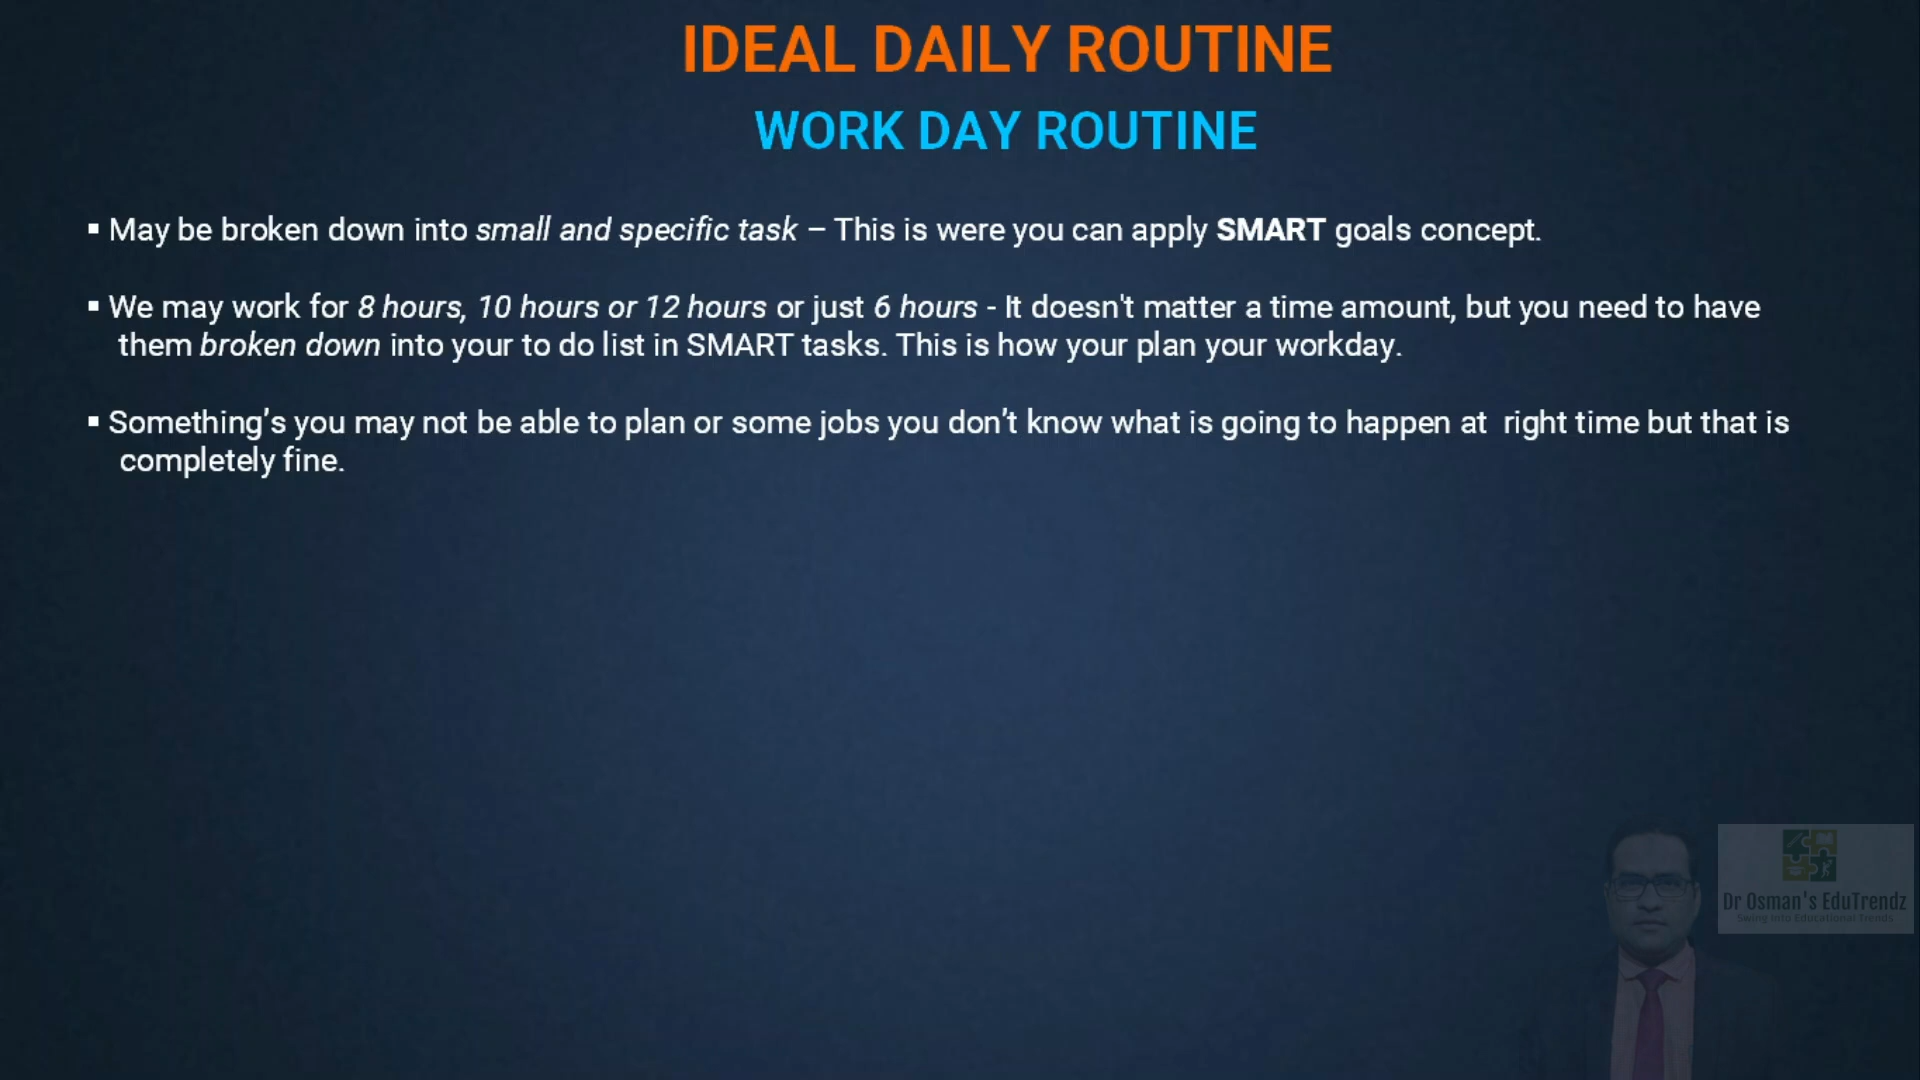 IDEAL DAILY ROUTINE
WORK DAY ROUTINE
▪ May be broken down into small and specific task – This is were you can apply SMART goals concept.
▪ We may work for 8 hours, 10 hours or 12 hours or just 6 hours - It doesn't matter a time amount, but you need to have
them broken down into your to do list in SMART tasks. This is how your plan your workday.
▪ Something’s you may not be able to plan or some jobs you don’t know what is going to happen at  right time but that is
completely fine.
Dr Osman's EduTrendz
Swing Into Educational Trends